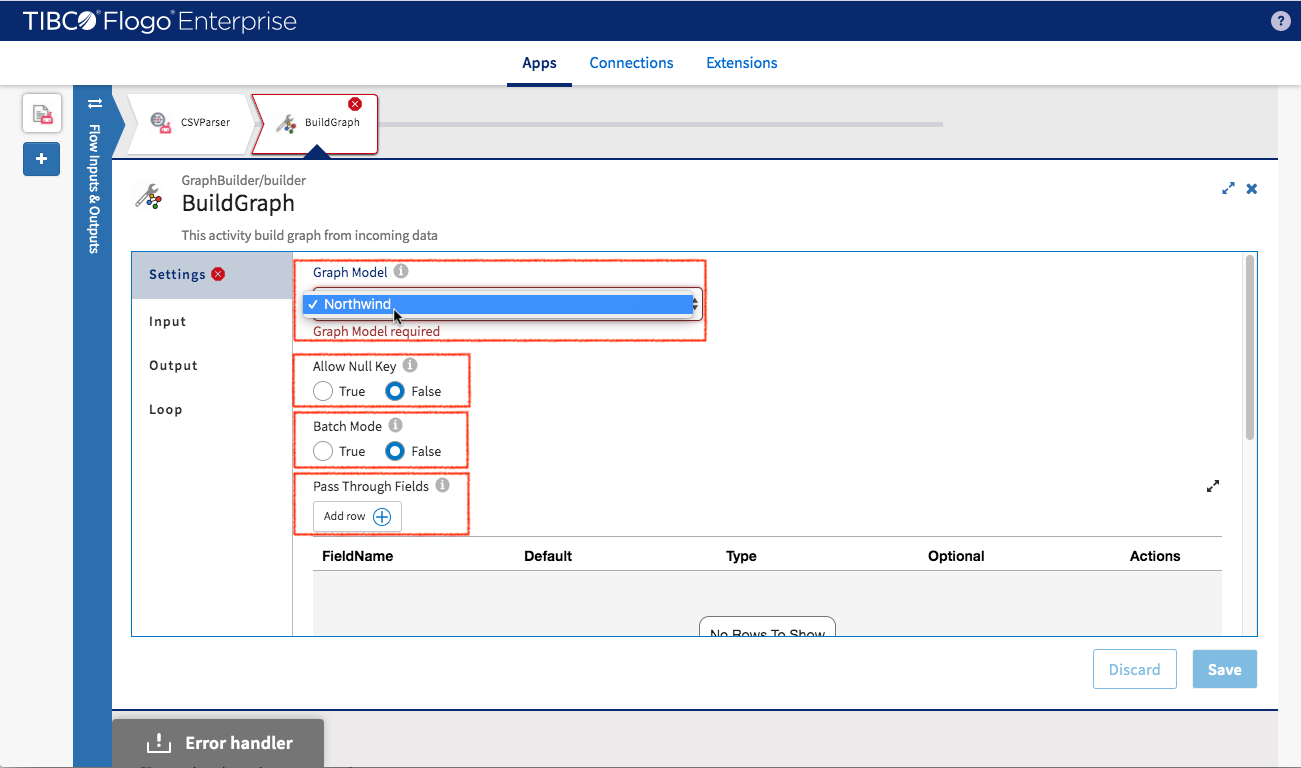 TIBCO® Flogo® Enterprise
?
Apps
Connections
Extensions
Flow Inputs & Outputs
CSVParser
BuildGraph
+
GraphBuilder/builder
BuildGraph
This activity build graph from incoming data
Settings
Input
Output
Loop
Graph Model
✓ Northwind
Graph Model required
Allow Null Key
True
False
Batch Mode
True
False
Pass Through Fields
Add row
FieldName
Default
Type
Optional
Actions
No Rows To Show
Discard
Save
Error handler